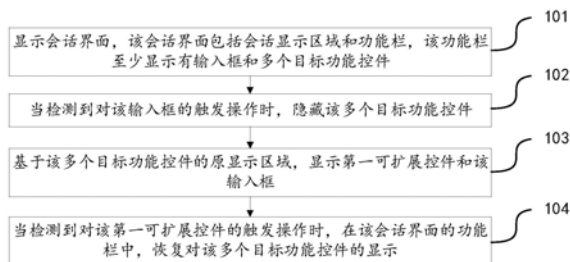 显示会话界面，该会话界面包括会话显示区域和功能栏，该功能栏
至少显示有输入框和多个目标功能控件
101
当检测到对该输入框的触发操作时，隐藏该多个目标功能控件
102
基于该多个目标功能控件的原显示区域，显示第一可扩展控件和该
输入框
103
当检测到对该第一可扩展控件的触发操作时，在该会话界面的功能
栏中，恢复对该多个目标功能控件的显示
104